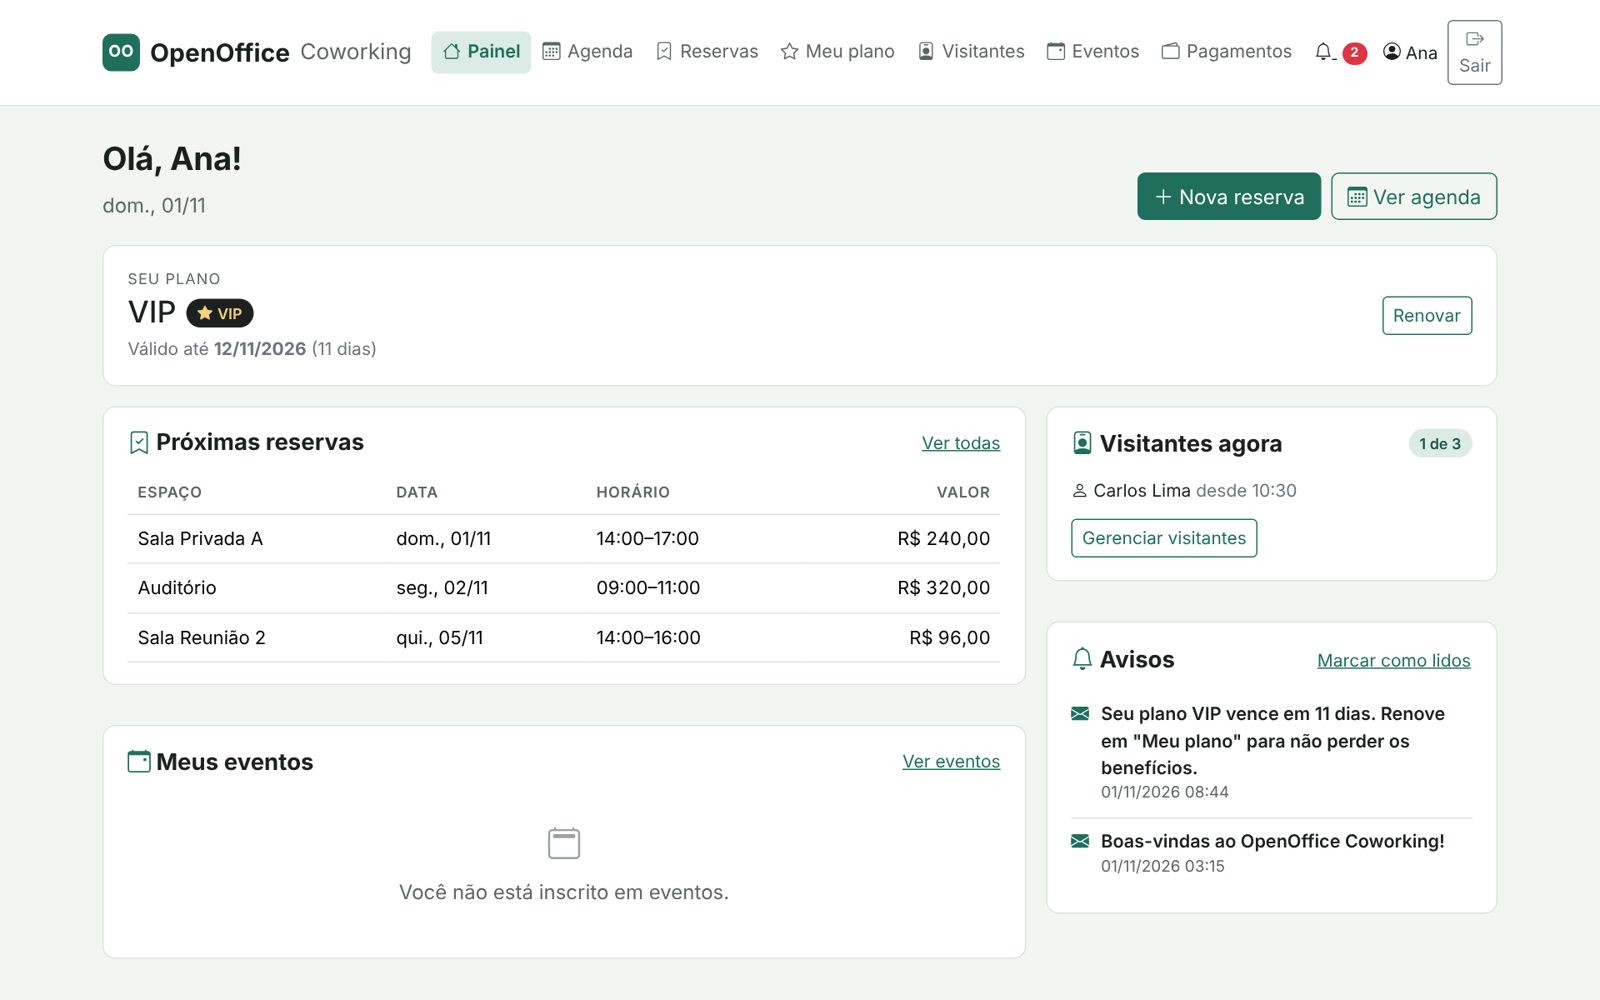 OO OpenOffice Coworking Painel Agenda Reservas Meu plano Visitantes Eventos Pagamentos 2 Ana Sair
Olá, Ana!
dom., 01/11
+ Nova reserva Ver agenda
SEU PLANO
VIP VIP
Válido até 12/11/2026 (11 dias)
Renovar
Próximas reservas Ver todas
ESPAÇO DATA HORÁRIO VALOR
Sala Privada A dom., 01/11 14:00–17:00 R$ 240,00
Auditório seg., 02/11 09:00–11:00 R$ 320,00
Sala Reunião 2 qui., 05/11 14:00–16:00 R$ 96,00
Meus eventos Ver eventos
Você não está inscrito em eventos.
Visitantes agora 1 de 3
Carlos Lima desde 10:30
Gerenciar visitantes
Avisos Marcar como lidos
Seu plano VIP vence em 11 dias. Renove
em "Meu plano" para não perder os
benefícios.
01/11/2026 08:44
Boas-vindas ao OpenOffice Coworking!
01/11/2026 03:15